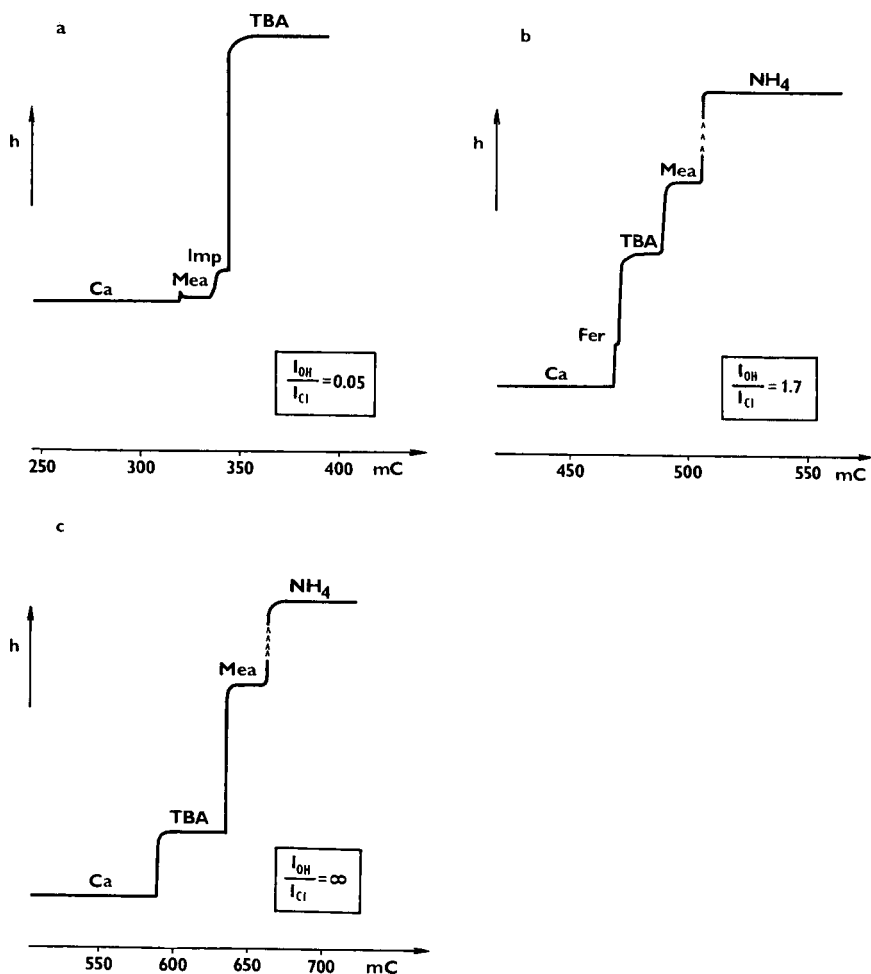 a
TBA
h
Imp
Mea
Ca
I_OH / I_Cl = 0.05
250 300 350 400 mC
b
NH₄
h
Mea
TBA
Fer
Ca
I_OH / I_Cl = 1.7
450 500 550 mC
c
NH₄
h
Mea
TBA
Ca
I_OH / I_Cl = ∞
550 600 650 700 mC